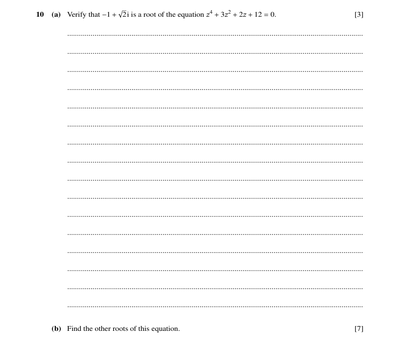 10 (a) Verify that −1 + √2i is a root of the equation z⁴ + 3z² + 2z + 12 = 0. [3]
(b) Find the other roots of this equation. [7]